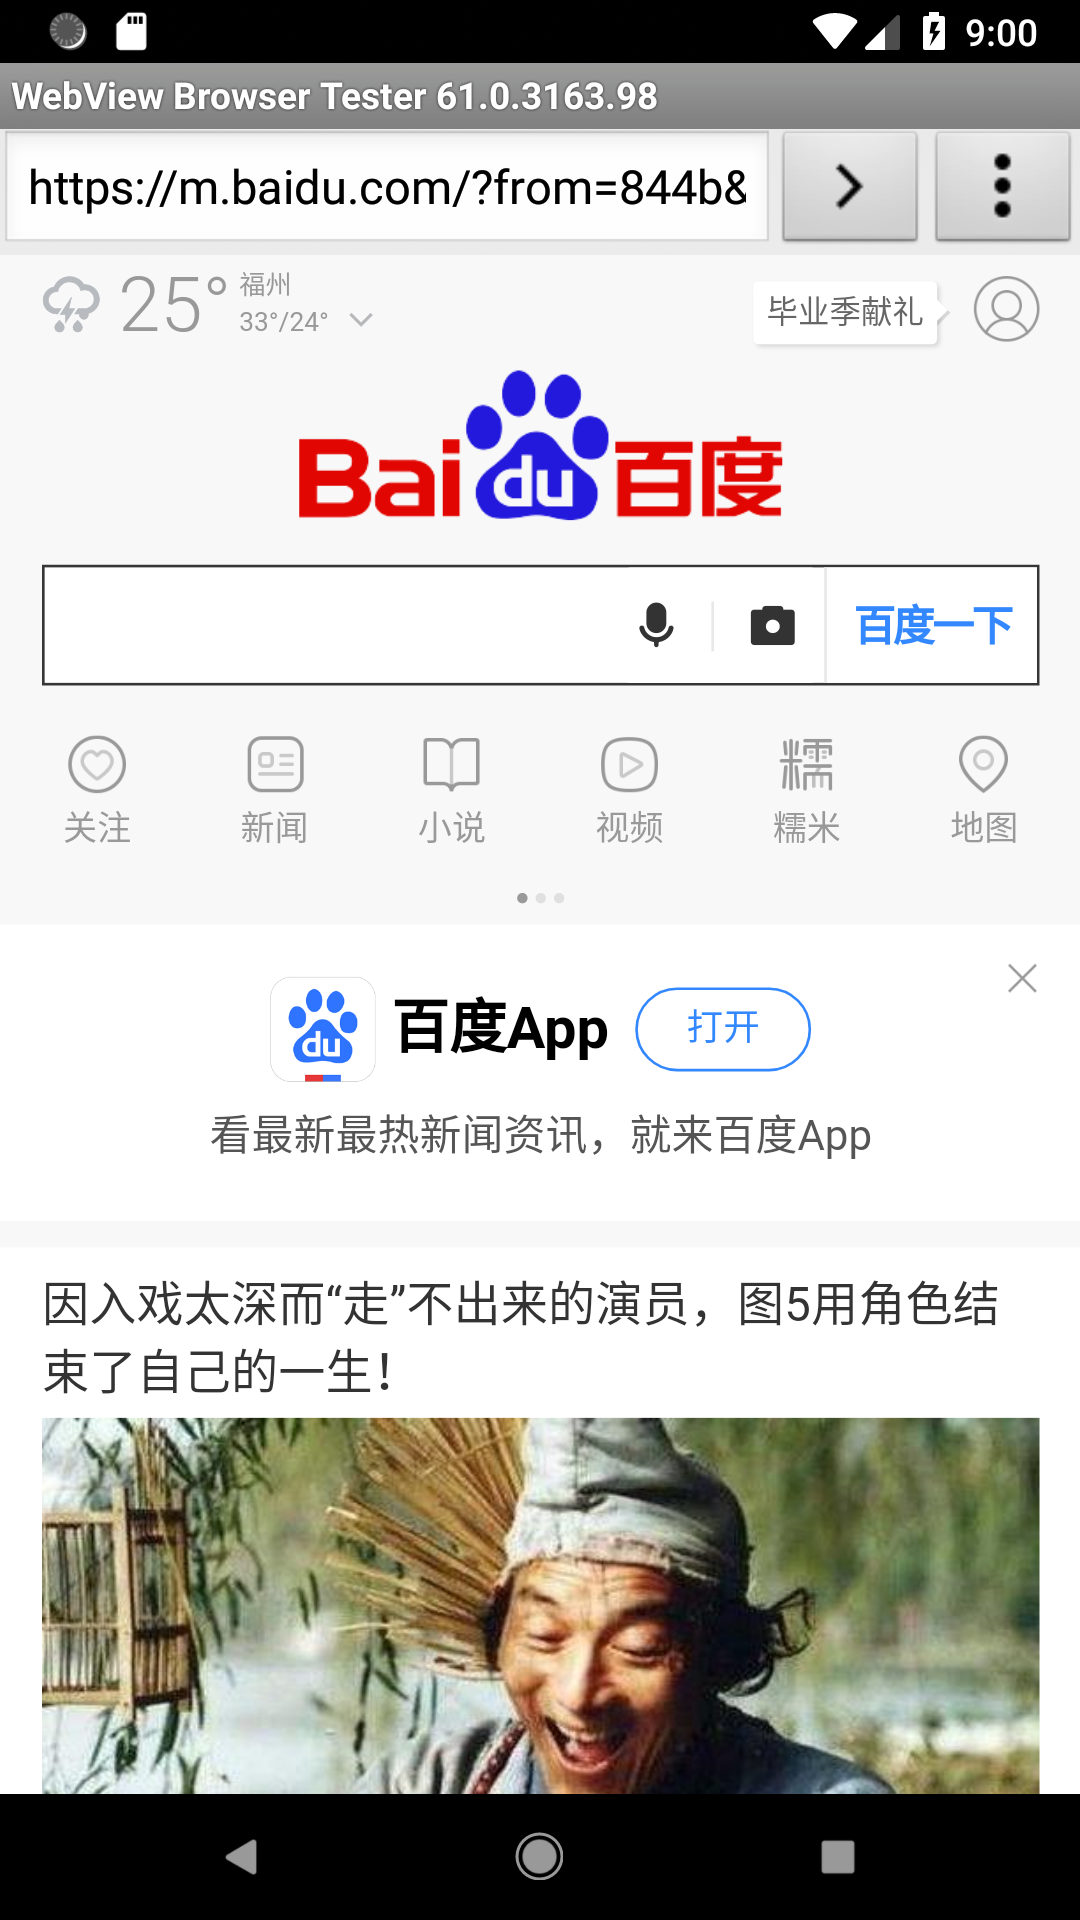 9:00
WebView Browser Tester 61.0.3163.98
https://m.baidu.com/?from=844b&
25°
福州
33°/24°
毕业季献礼
Bai du 百度
百度一下
关注
新闻
小说
视频
糯
糯米
地图
du
百度App
打开
看最新最热新闻资讯，就来百度App
因入戏太深而“走”不出来的演员，图5用角色结
束了自己的一生！